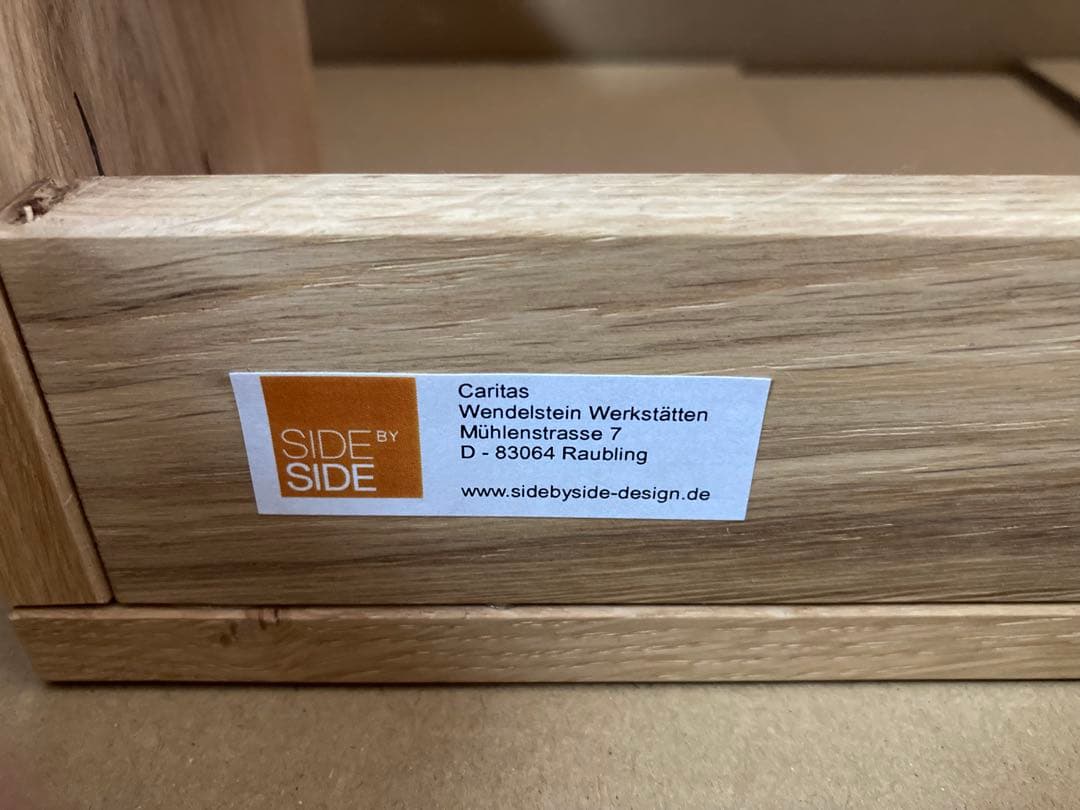 SIDE BY
SIDE
Caritas
Wendelstein Werkstätten
Mühlenstrasse 7
D - 83064 Raubling
www.sidebyside-design.de